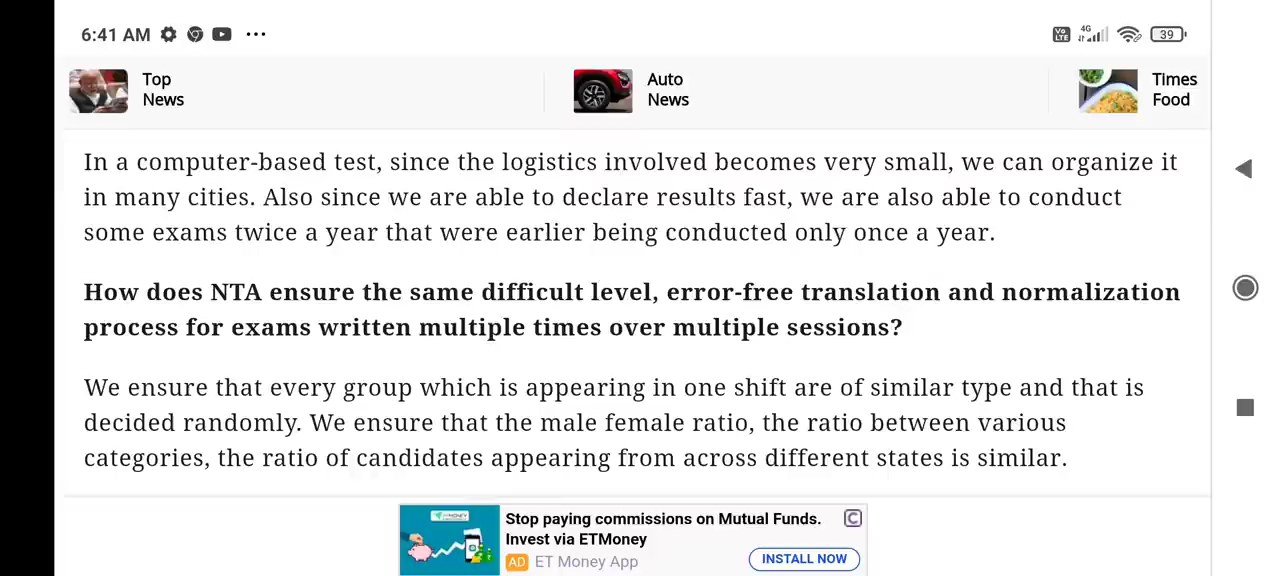 6:41 AM
Vo LTE 4G 39
Top
News
Auto
News
Times
Food
In a computer-based test, since the logistics involved becomes very small, we can organize it
in many cities. Also since we are able to declare results fast, we are also able to conduct
some exams twice a year that were earlier being conducted only once a year.
How does NTA ensure the same difficult level, error-free translation and normalization
process for exams written multiple times over multiple sessions?
We ensure that every group which is appearing in one shift are of similar type and that is
decided randomly. We ensure that the male female ratio, the ratio between various
categories, the ratio of candidates appearing from across different states is similar.
Stop paying commissions on Mutual Funds.
Invest via ETMoney
AD ET Money App
INSTALL NOW